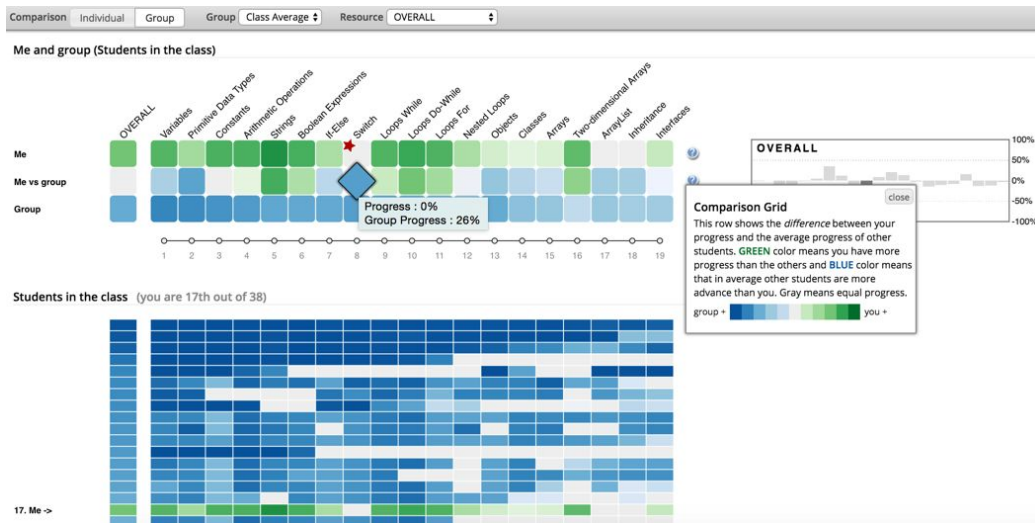 Comparison Individual Group Group Class Average Resource OVERALL
Me and group (Students in the class)
OVERALL
Variables
Primitive Data Types
Constants
Arithmetic Operations
Strings
Boolean Expressions
If-Else
Switch
Loops While
Loops Do-While
Loops For
Nested Loops
Objects
Classes
Arrays
Two-dimensional Arrays
ArrayList
Inheritance
Interfaces
Me
Me vs group
Group
Progress : 0%
Group Progress : 26%
1 2 3 4 5 6 7 8 9 10 11 12 13 14 15 16 17 18 19
OVERALL
100%
50%
0%
-50%
-100%
close
Comparison Grid
This row shows the difference between your
progress and the average progress of other
students. GREEN color means you have more
progress than the others and BLUE color means
that in average other students are more
advance than you. Gray means equal progress.
group + you +
Students in the class (you are 17th out of 38)
17. Me ->